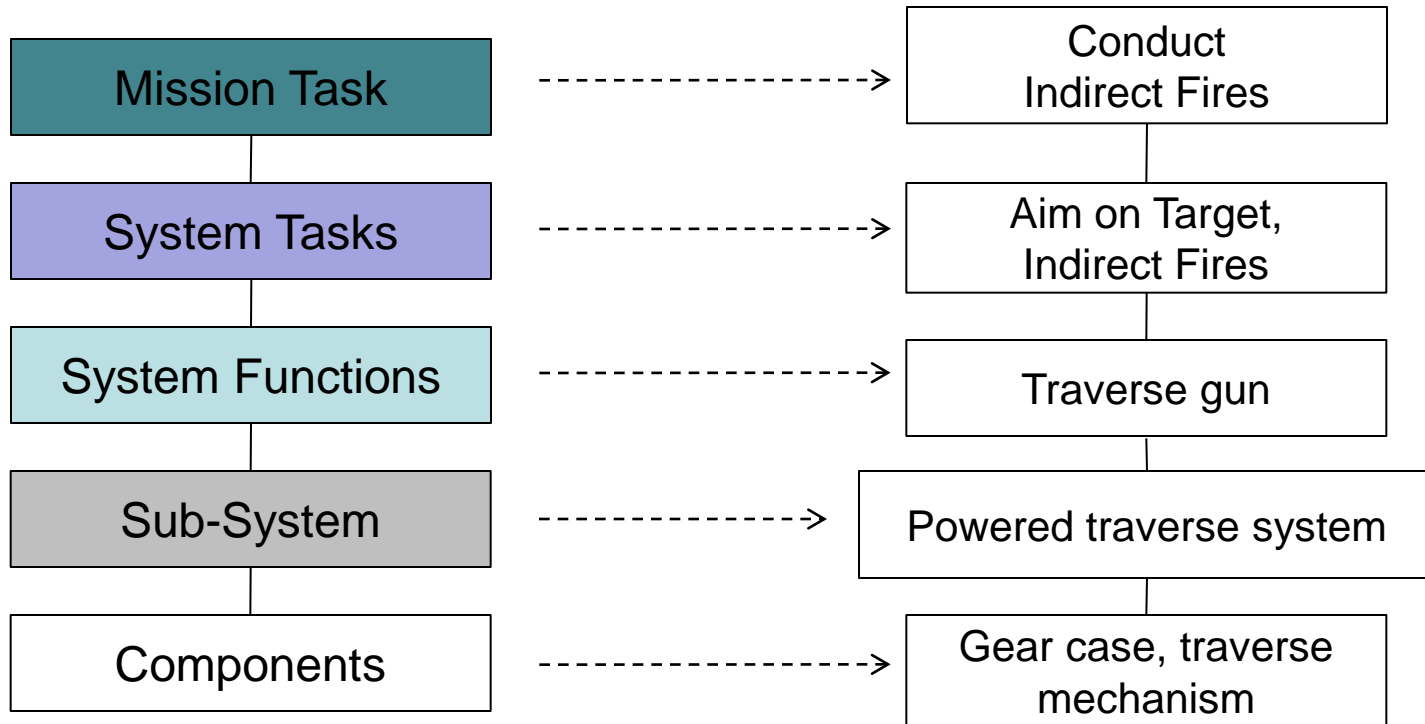 Mission Task
Conduct
Indirect Fires
System Tasks
Aim on Target,
Indirect Fires
System Functions
Traverse gun
Sub-System
Powered traverse system
Components
Gear case, traverse
mechanism